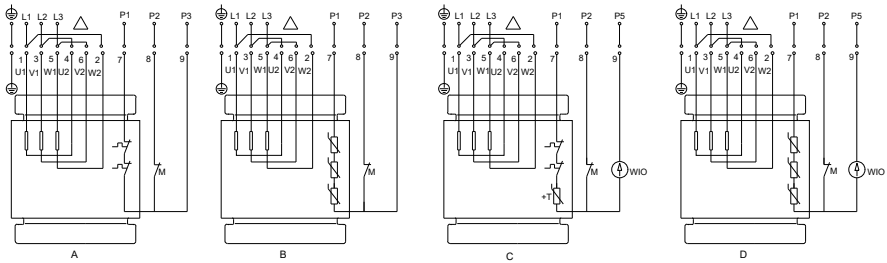 L1 L2 L3 P1 P2 P3
1 3 5 4 6 2 7 8 9
U1 V1 W1 U2 V2 W2
M
A
L1 L2 L3 P1 P2 P3
1 3 5 4 6 2 7 8 9
U1 V1 W1 U2 V2 W2
M
B
L1 L2 L3 P1 P2 P5
1 3 5 4 6 2 7 8 9
U1 V1 W1 U2 V2 W2
M WIO
+T
C
L1 L2 L3 P1 P2 P5
1 3 5 4 6 2 7 8 9
U1 V1 W1 U2 V2 W2
M WIO
D